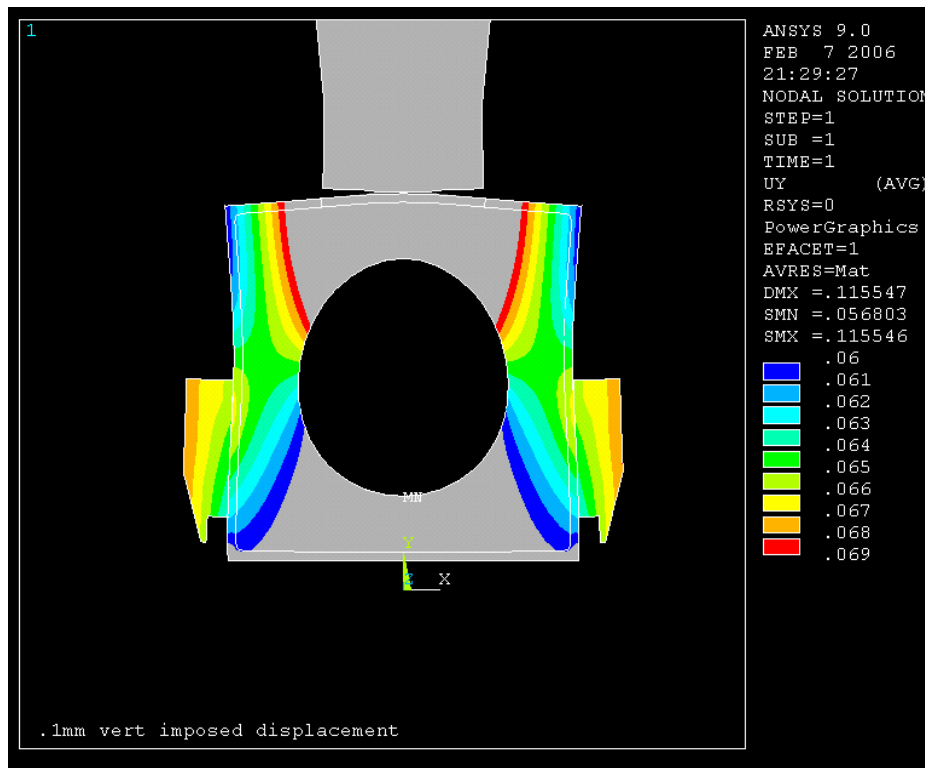 1
ANSYS 9.0
FEB 7 2006
21:29:27
NODAL SOLUTION
STEP=1
SUB =1
TIME=1
UY (AVG)
RSYS=0
PowerGraphics
EFACET=1
AVRES=Mat
DMX =.115547
SMN =.056803
SMX =.115546
.06
.061
.062
.063
.064
.065
.066
.067
.068
.069
MN
Y
Z X
.1mm vert imposed displacement